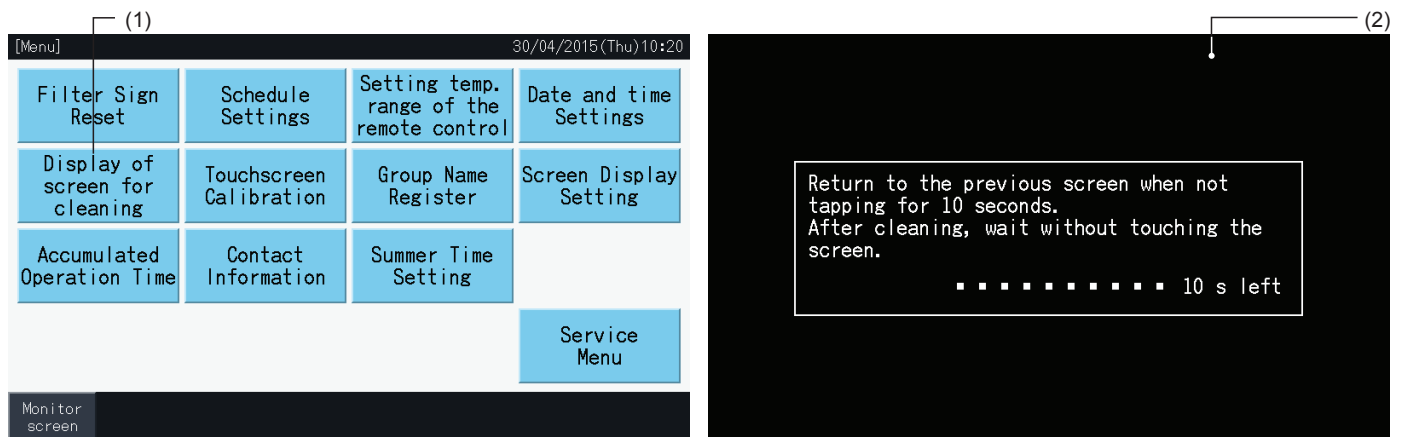 (1)
(2)
[Menu]
30/04/2015(Thu)10:20
Filter Sign
Reset
Schedule
Settings
Setting temp.
range of the
remote control
Date and time
Settings
Display of
screen for
cleaning
Touchscreen
Calibration
Group Name
Register
Screen Display
Setting
Accumulated
Operation Time
Contact
Information
Summer Time
Setting
Service
Menu
Monitor
screen
Return to the previous screen when not
tapping for 10 seconds.
After cleaning, wait without touching the
screen.
10 s left